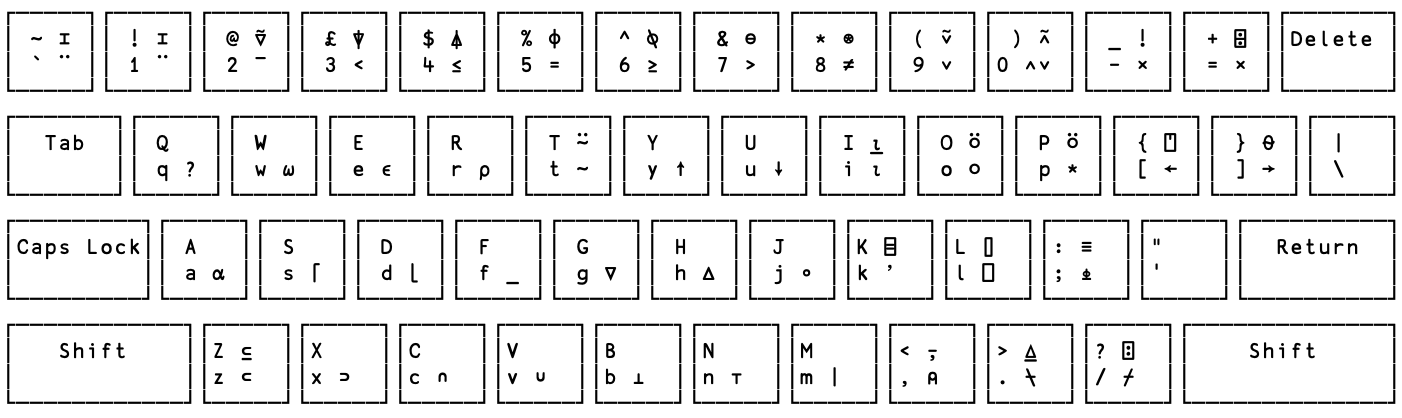 ~ ⌶ ! ⌶ @ ⍫ £ ⍒ $ ⍋ % ⌽ ^ ⍉ & ⊖ * ⍟ ( ⍱ ) ⍲ _ ! + ⌹ Delete
` ¨ 1 ¨ 2 ¯ 3 < 4 ≤ 5 = 6 ≥ 7 > 8 ≠ 9 ∨ 0 ∧∨ - × = ×
Tab Q W E R T ⍨ Y U I ⍸ O ⍥ P ⍥ { ⍞ } ⍬ |
q ? w ⍵ e ∊ r ⍴ t ~ y ↑ u ↓ i ⍳ o ○ p * [ ← ] → \
Caps Lock A S D F G H J K ⌸ L ⌷ : ≡ " Return
a ⍺ s ⌈ d ⌊ f _ g ∇ h ∆ j ∘ k ' l ⎕ ; ⍎ '
Shift Z ⊆ X C V B N M < ⍪ > ⍙ ? ⍠ Shift
z ⊂ x ⊃ c ∩ v ∪ b ⊥ n ⊤ m | , ⍝ . ⍀ / ⌿